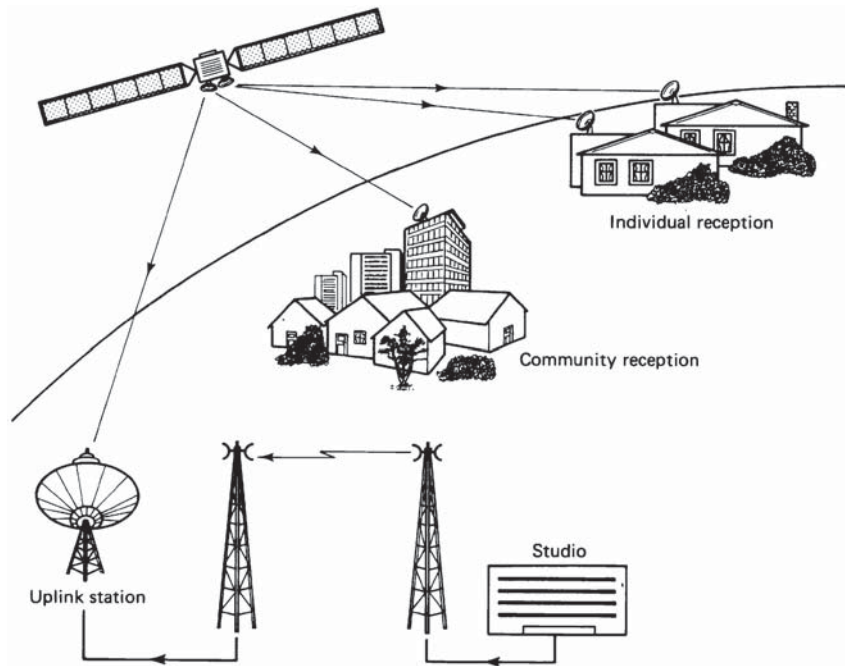 Individual reception
Community reception
Studio
Uplink station